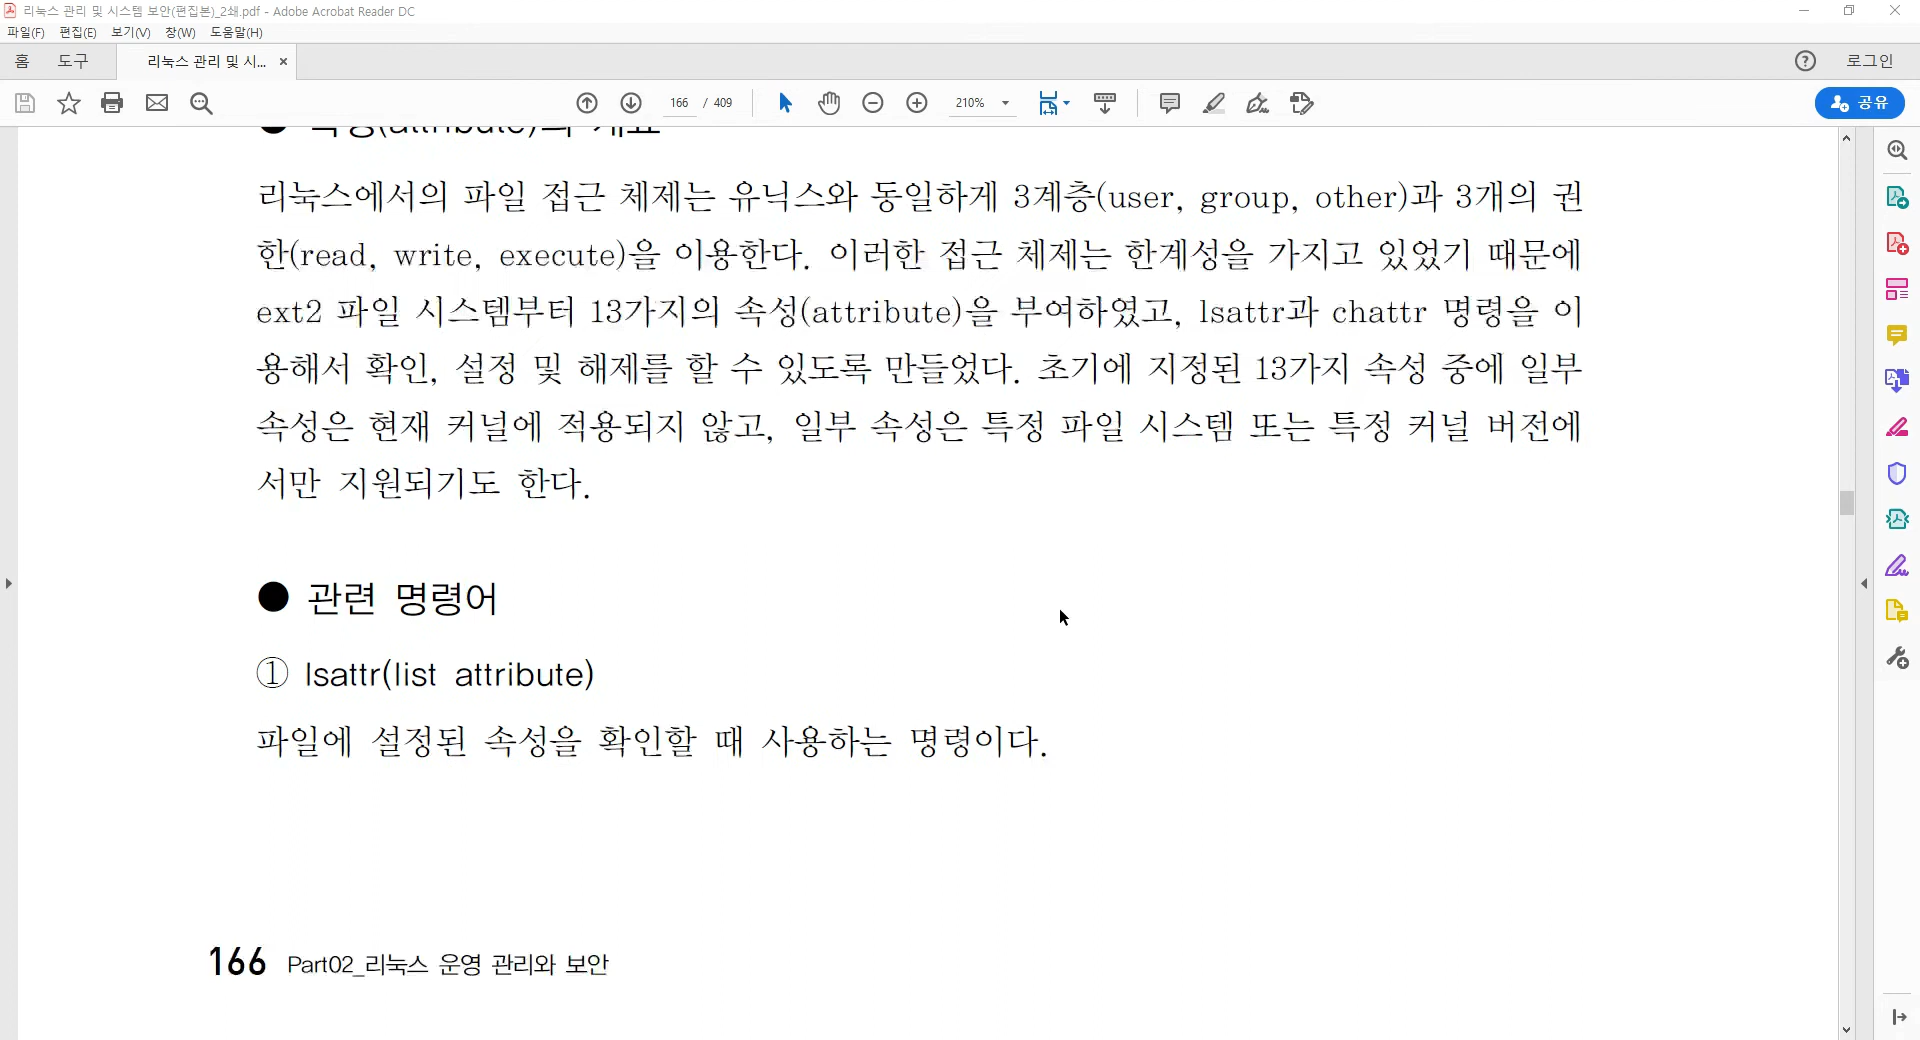 리눅스 관리 및 시스템 보안(편집본)_2쇄.pdf - Adobe Acrobat Reader DC
파일(F) 편집(E) 보기(V) 창(W) 도움말(H)
홈 도구 리눅스 관리 및 시... × 로그인
166 / 409 210% 공유
속성(attribute)의 개요
리눅스에서의 파일 접근 체제는 유닉스와 동일하게 3계층(user, group, other)과 3개의 권
한(read, write, execute)을 이용한다. 이러한 접근 체제는 한계성을 가지고 있었기 때문에
ext2 파일 시스템부터 13가지의 속성(attribute)을 부여하였고, lsattr과 chattr 명령을 이
용해서 확인, 설정 및 해제를 할 수 있도록 만들었다. 초기에 지정된 13가지 속성 중에 일부
속성은 현재 커널에 적용되지 않고, 일부 속성은 특정 파일 시스템 또는 특정 커널 버전에
서만 지원되기도 한다.
● 관련 명령어
① lsattr(list attribute)
파일에 설정된 속성을 확인할 때 사용하는 명령이다.
166 Part02_리눅스 운영 관리와 보안